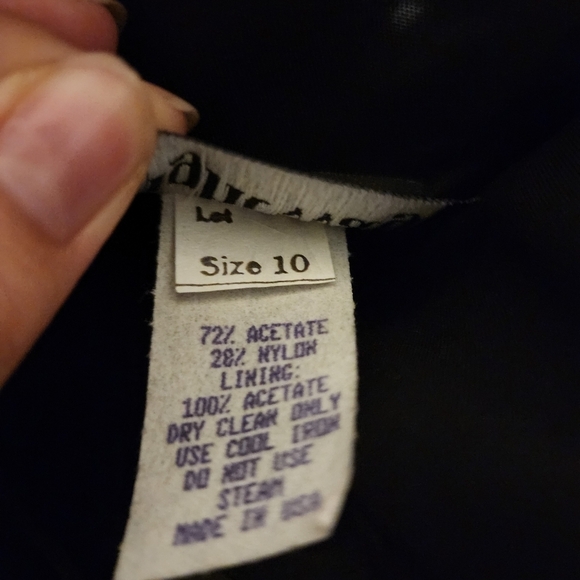 Lot
Size 10
72% ACETATE
28% NYLON
LINING:
100% ACETATE
DRY CLEAN ONLY
USE COOL IRON
DO NOT USE
STEAM
MADE IN USA